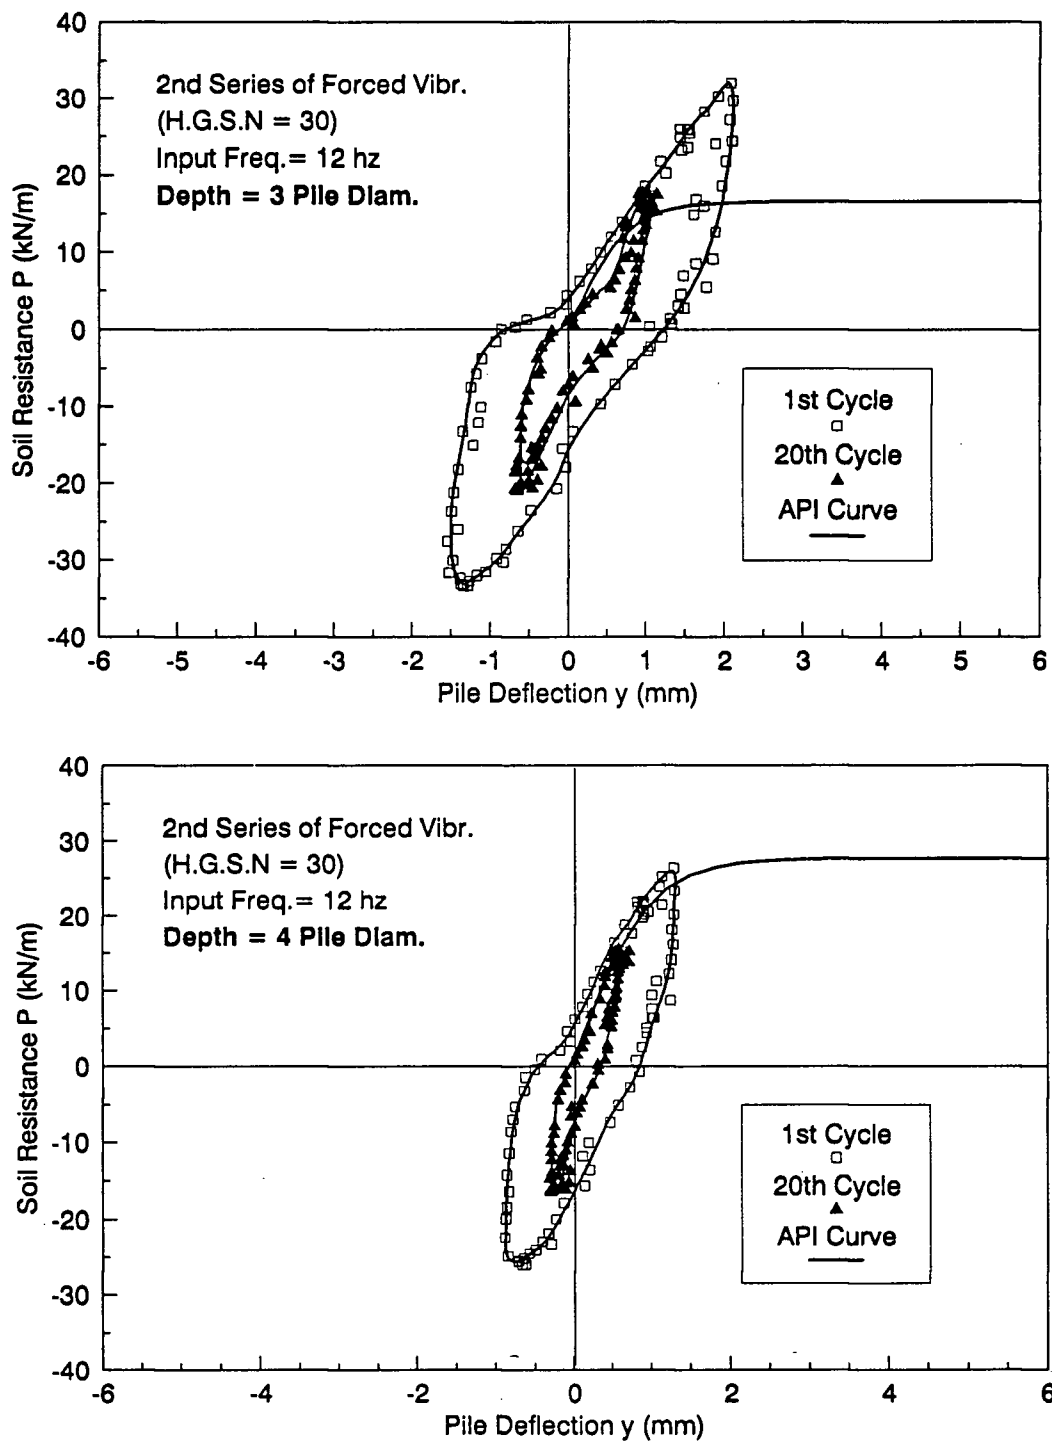 40
30
20
10
0
-10
-20
-30
-40
Soil Resistance P (kN/m)
2nd Series of Forced Vibr.
(H.G.S.N = 30)
Input Freq.= 12 hz
Depth = 3 Pile Diam.
1st Cycle
20th Cycle
API Curve
-6 -5 -4 -3 -2 -1 0 1 2 3 4 5 6
Pile Deflection y (mm)
40
30
20
10
0
-10
-20
-30
-40
Soil Resistance P (kN/m)
2nd Series of Forced Vibr.
(H.G.S.N = 30)
Input Freq.= 12 hz
Depth = 4 Pile Diam.
1st Cycle
20th Cycle
API Curve
-6 -4 -2 0 2 4 6
Pile Deflection y (mm)